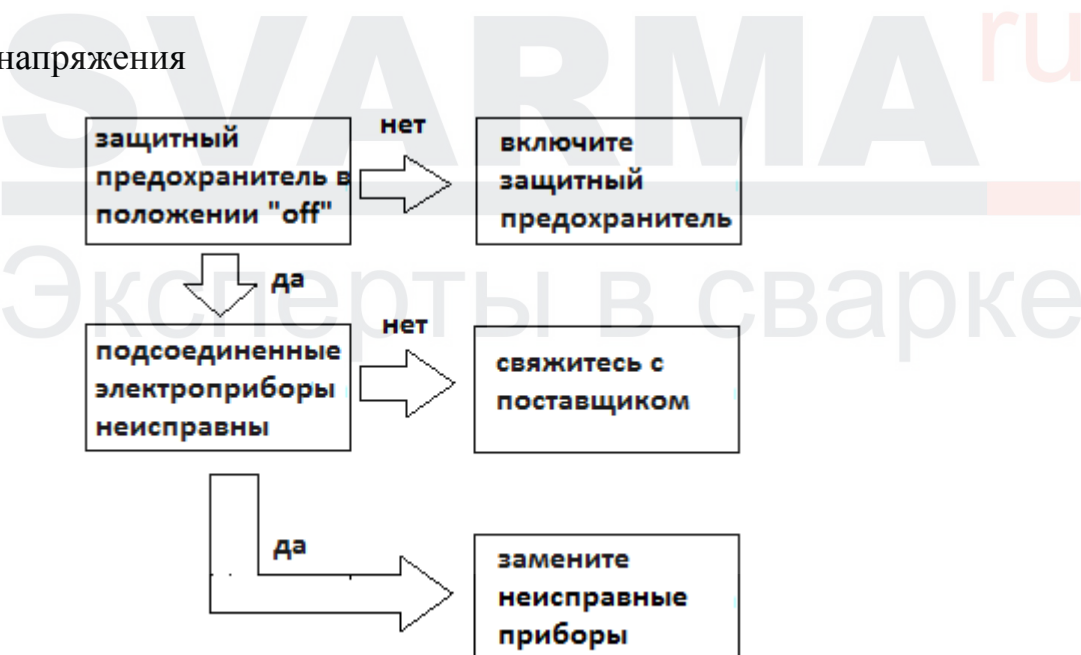 SVARMA ru
напряжения
защитный
предохранитель в
положении "off"
нет
включите
защитный
предохранитель
да
Эксперты в сварке
подсоединенные
электроприборы
неисправны
нет
свяжитесь с
поставщиком
да
замените
неисправные
приборы